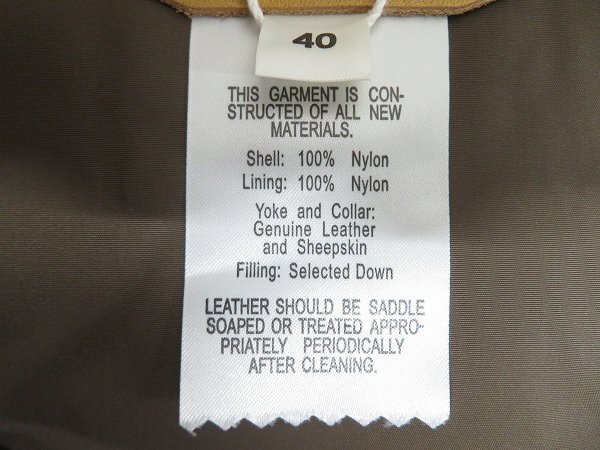 40
THIS GARMENT IS CON-
STRUCTED OF ALL NEW
MATERIALS.
Shell: 100% Nylon
Lining: 100% Nylon
Yoke and Collar:
Genuine Leather
and Sheepskin
Filling: Selected Down
LEATHER SHOULD BE SADDLE
SOAPED OR TREATED APPRO-
PRIATELY PERIODICALLY
AFTER CLEANING.